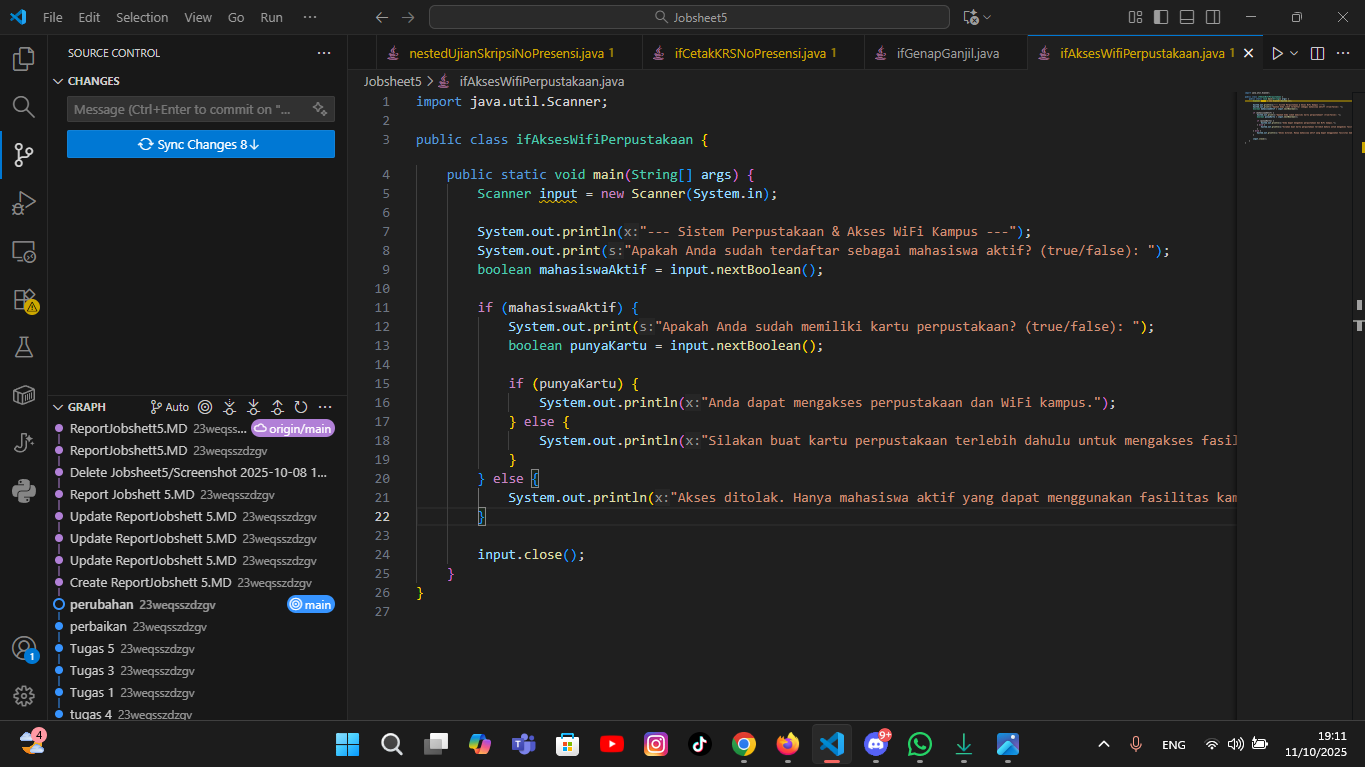 File Edit Selection View Go Run ··· Jobsheet5
SOURCE CONTROL ···
nestedUjianSkripsiNoPresensi.java 1 ifCetakKRSNoPresensi.java 1 ifGenapGanjil.java ifAksesWifiPerpustakaan.java 1
CHANGES
Message (Ctrl+Enter to commit on "...
Sync Changes 8↓
GRAPH Auto ···
ReportJobshett5.MD 23weqss... origin/main
ReportJobshett5.MD 23weqsszdzgv
Delete Jobsheet5/Screenshot 2025-10-08 1...
Report Jobshett 5.MD 23weqsszdzgv
Update ReportJobshett 5.MD 23weqsszdzgv
Update ReportJobshett 5.MD 23weqsszdzgv
Update ReportJobshett 5.MD 23weqsszdzgv
Create ReportJobshett 5.MD 23weqsszdzgv
perubahan 23weqsszdzgv main
perbaikan 23weqsszdzgv
Tugas 5 23weqsszdzgv
Tugas 3 23weqsszdzgv
Tugas 1 23weqsszdzgv
tugas 4 23weqsszdzgv
1
Jobsheet5 > ifAksesWifiPerpustakaan.java
1 import java.util.Scanner;
2
3 public class ifAksesWifiPerpustakaan {
4 public static void main(String[] args) {
5 Scanner input = new Scanner(System.in);
6
7 System.out.println(x:"--- Sistem Perpustakaan & Akses WiFi Kampus ---");
8 System.out.print(s:"Apakah Anda sudah terdaftar sebagai mahasiswa aktif? (true/false): ");
9 boolean mahasiswaAktif = input.nextBoolean();
10
11 if (mahasiswaAktif) {
12 System.out.print(s:"Apakah Anda sudah memiliki kartu perpustakaan? (true/false): ");
13 boolean punyaKartu = input.nextBoolean();
14
15 if (punyaKartu) {
16 System.out.println(x:"Anda dapat mengakses perpustakaan dan WiFi kampus.");
17 } else {
18 System.out.println(x:"Silakan buat kartu perpustakaan terlebih dahulu untuk mengakses fasil
19 }
20 } else {
21 System.out.println(x:"Akses ditolak. Hanya mahasiswa aktif yang dapat menggunakan fasilitas kam
22 }
23
24 input.close();
25 }
26 }
27
4 9+ ENG 19:11
11/10/2025